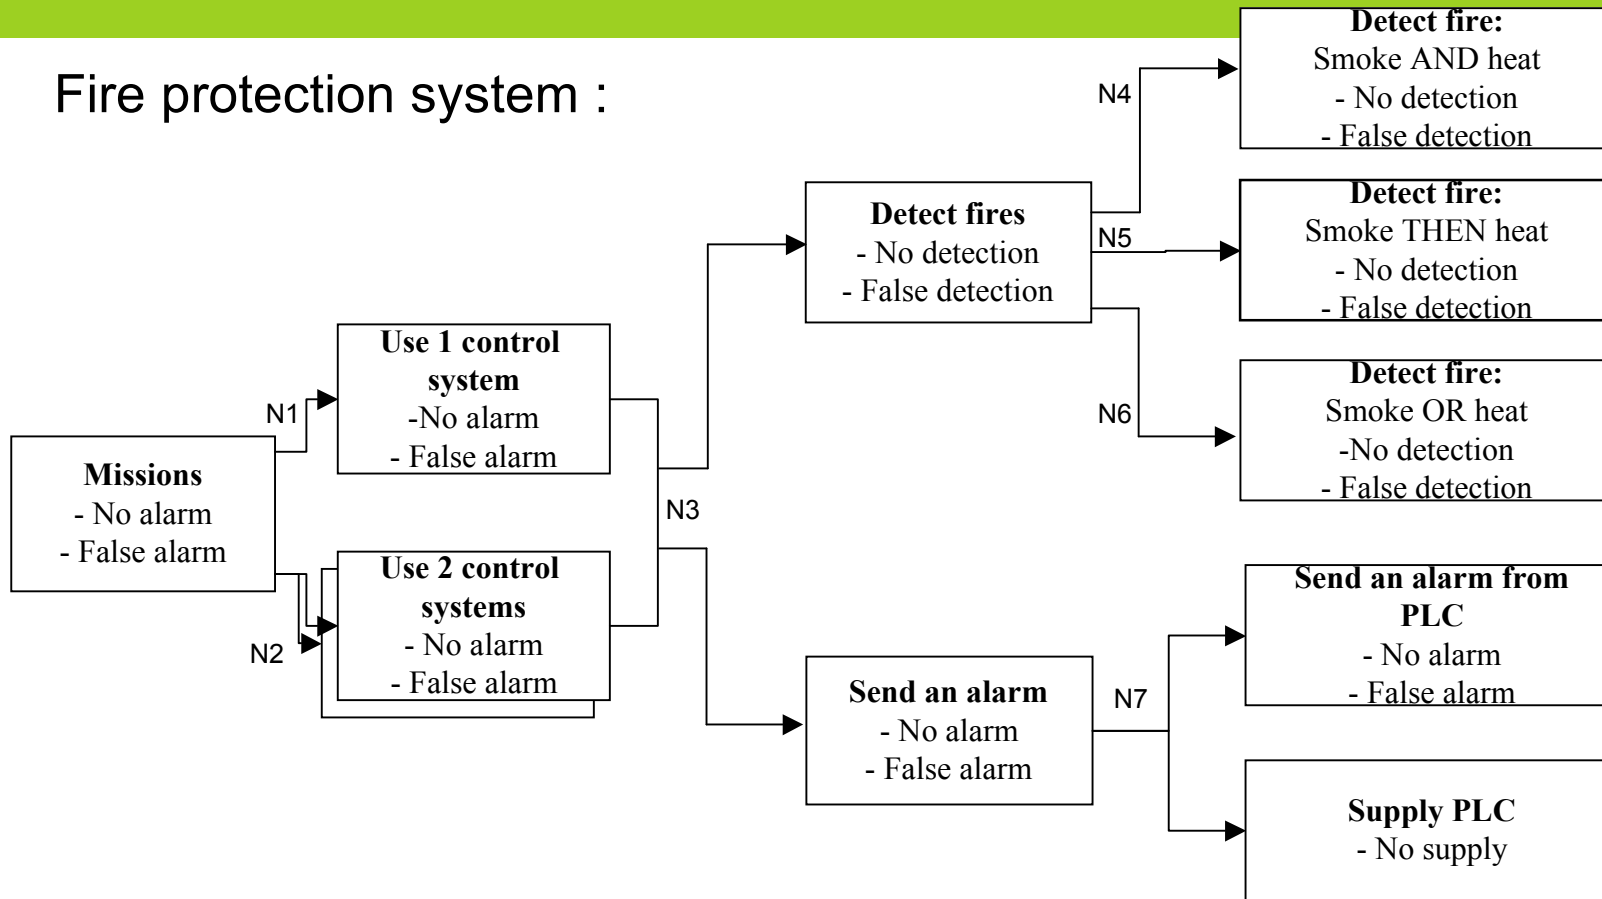 Fire protection system :
Missions
- No alarm
- False alarm
N1
N2
Use 1 control
system
-No alarm
- False alarm
Use 2 control
systems
- No alarm
- False alarm
N3
Detect fires
- No detection
- False detection
Send an alarm
- No alarm
- False alarm
N4
N5
N6
N7
Detect fire:
Smoke AND heat
- No detection
- False detection
Detect fire:
Smoke THEN heat
- No detection
- False detection
Detect fire:
Smoke OR heat
-No detection
- False detection
Send an alarm from
PLC
- No alarm
- False alarm
Supply PLC
- No supply